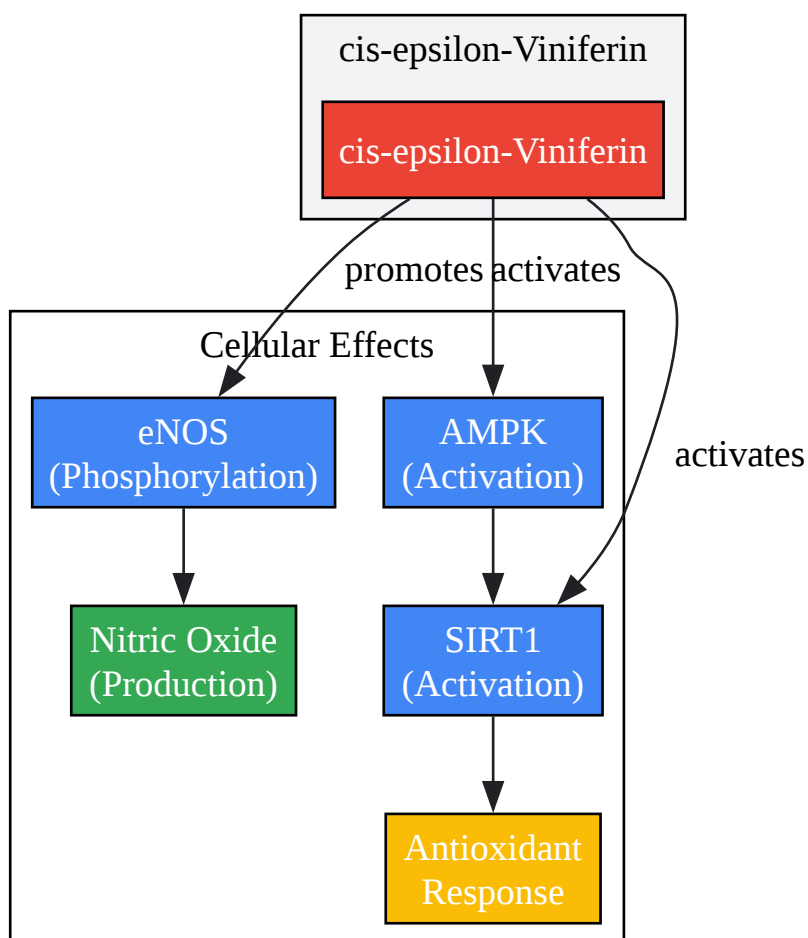 cis-epsilon-Viniferin
cis-epsilon-Viniferin
promotes
activates
Cellular Effects
eNOS
(Phosphorylation)
AMPK
(Activation)
activates
Nitric Oxide
(Production)
SIRT1
(Activation)
Antioxidant
Response